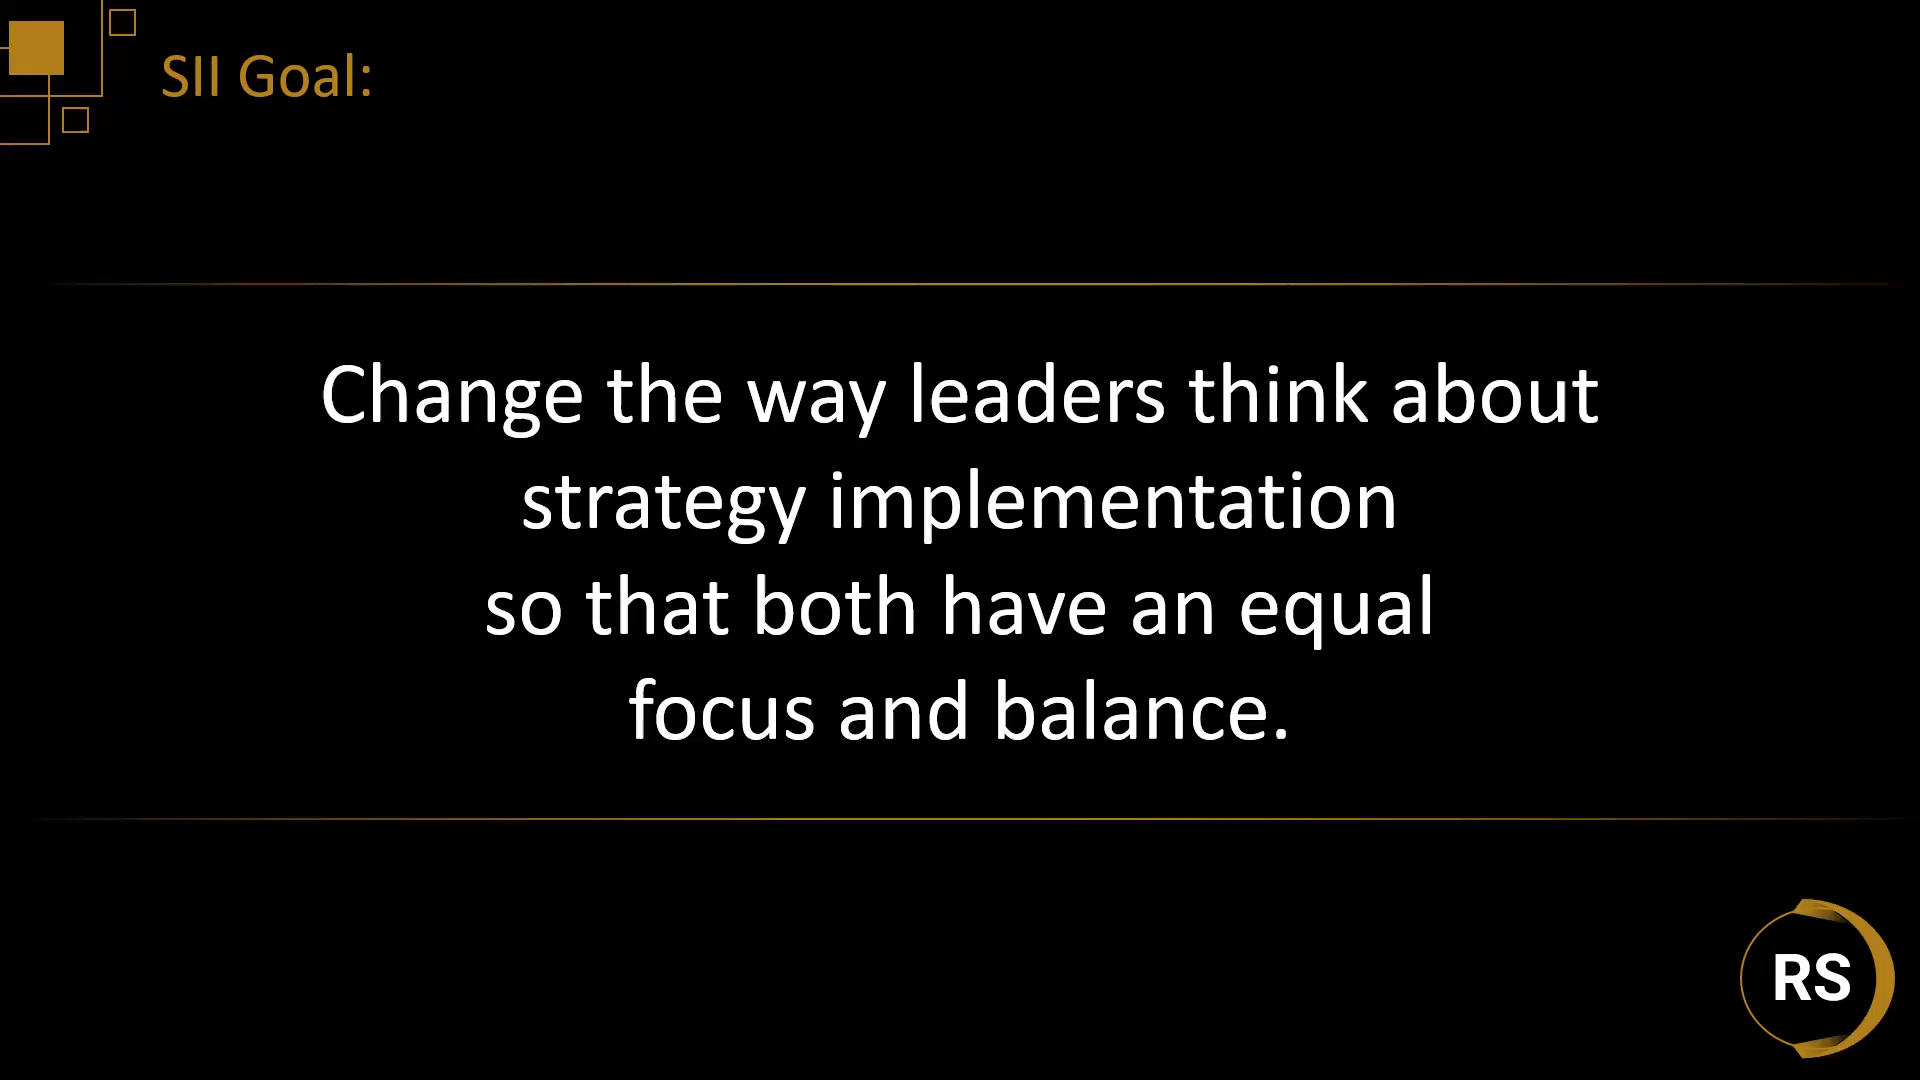 SII Goal:
Change the way leaders think about
strategy implementation
so that both have an equal
focus and balance.
RS